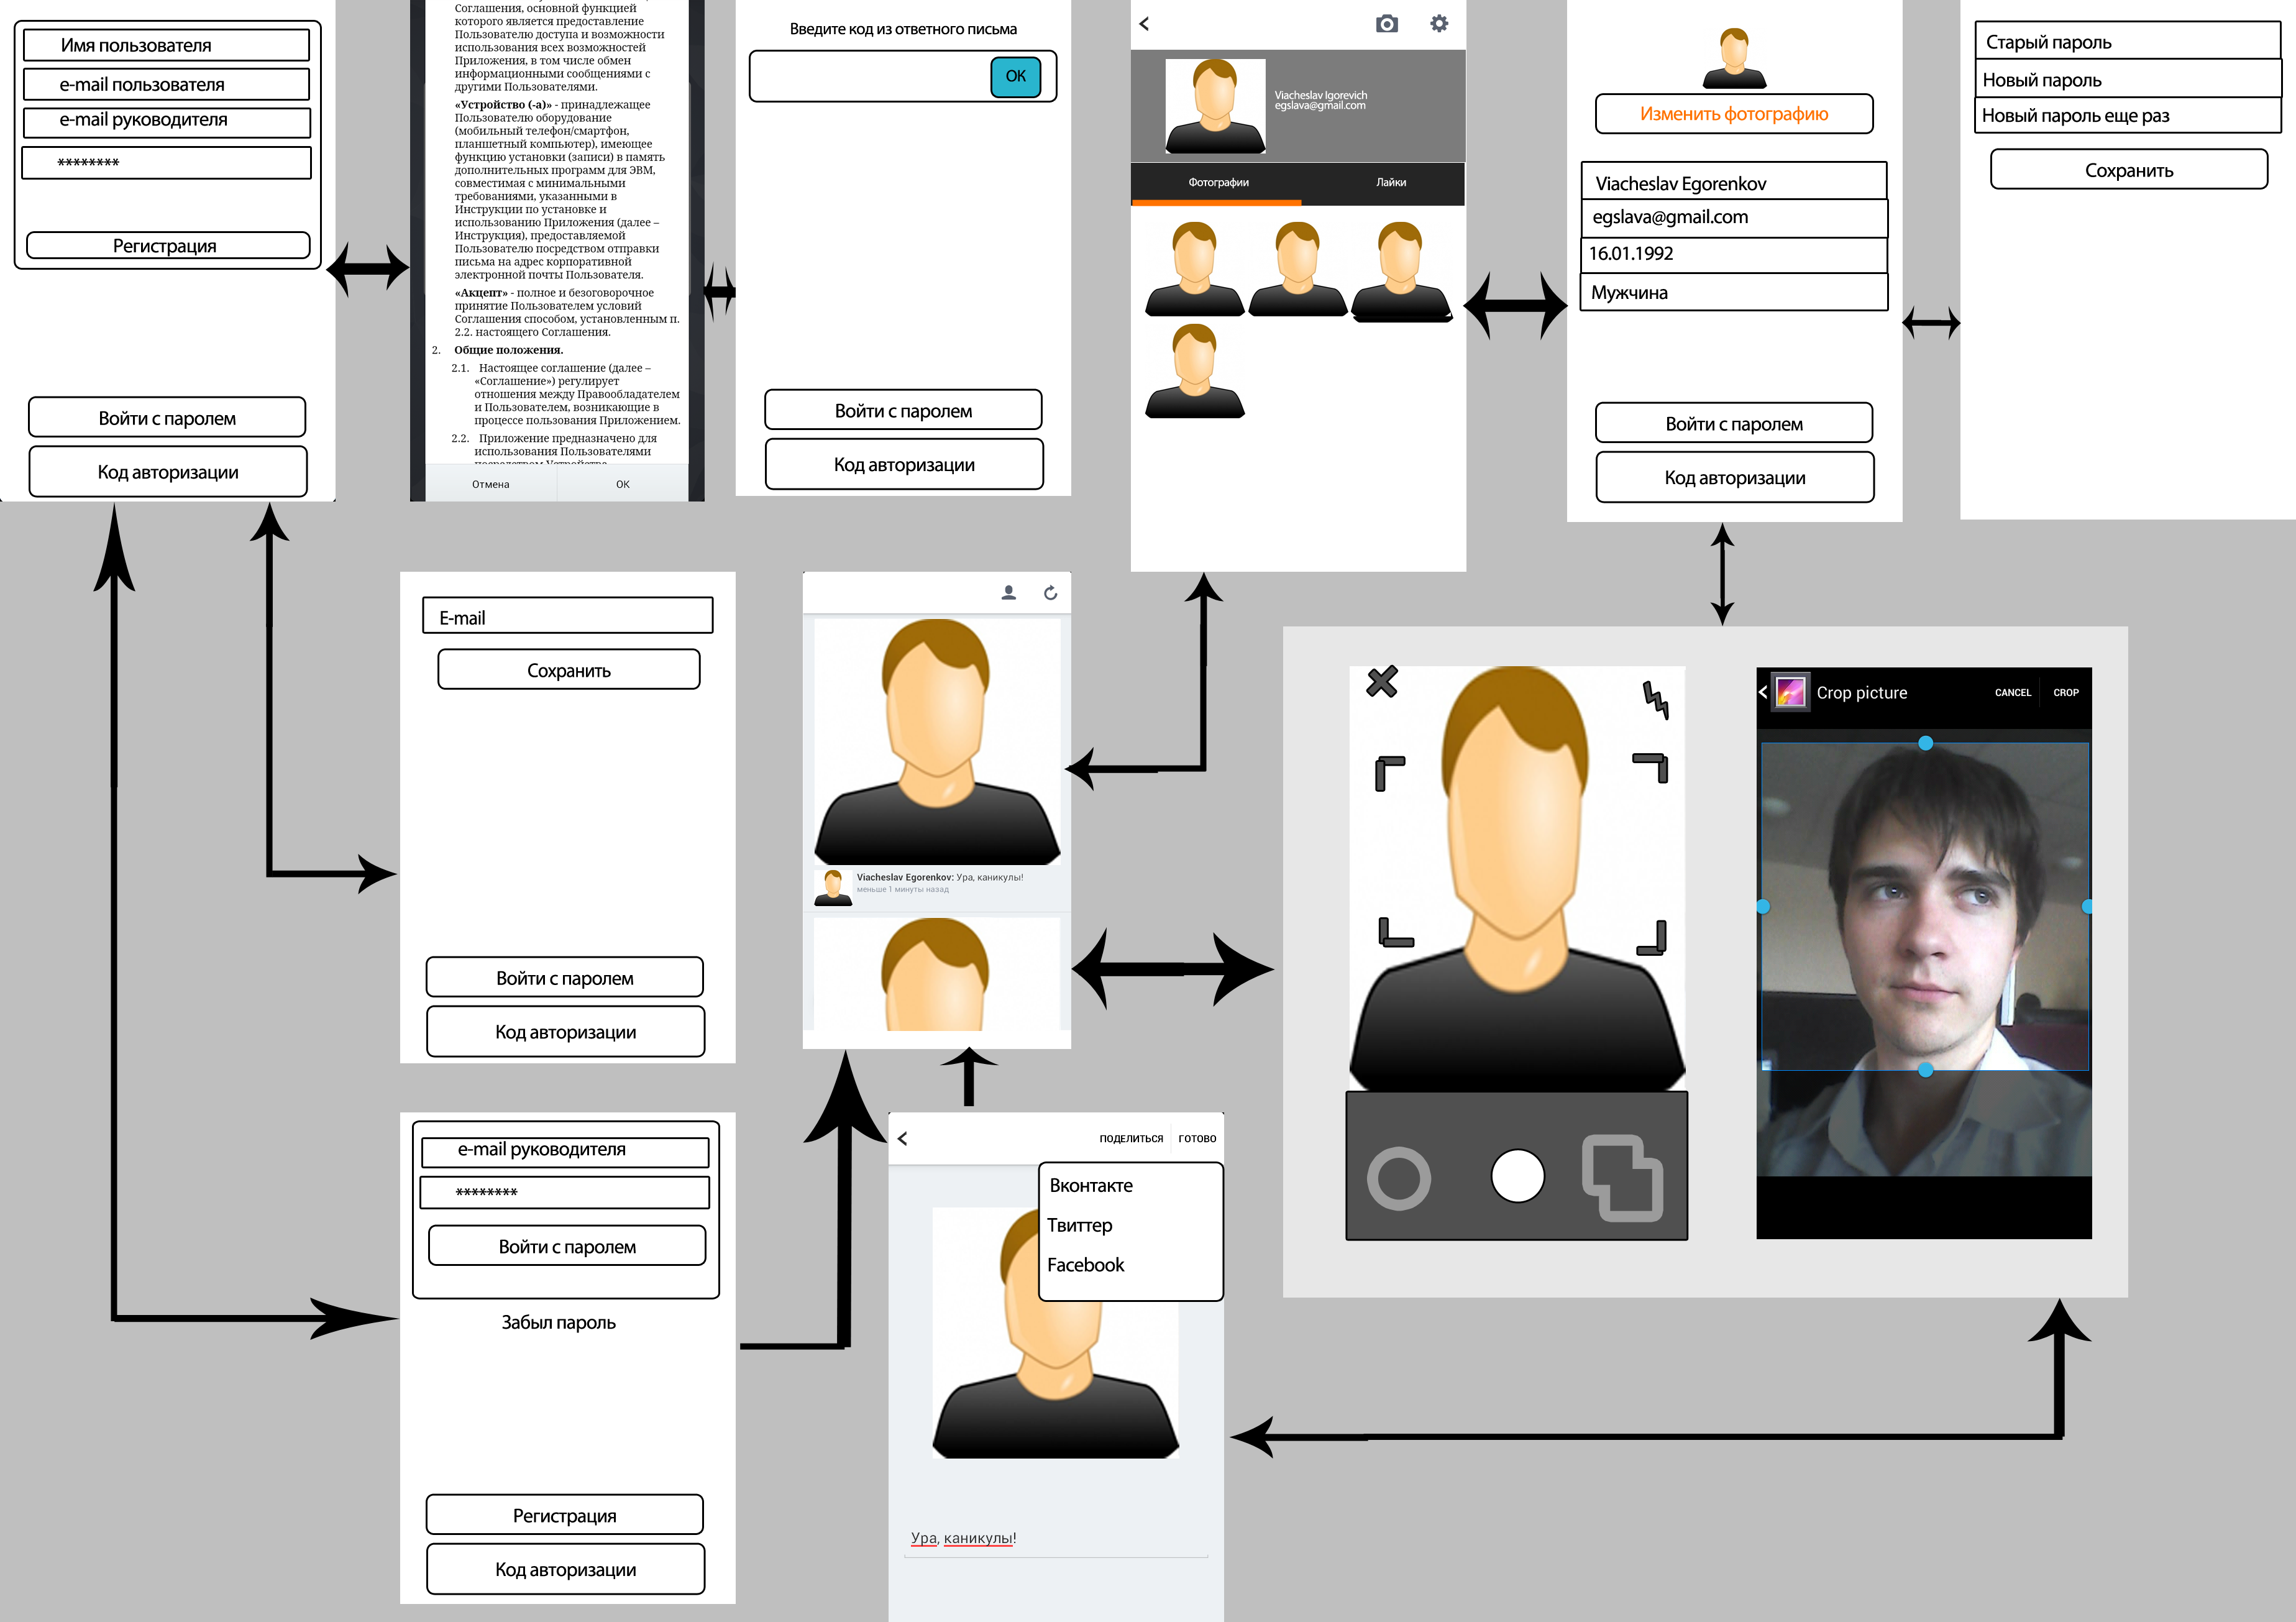 Имя пользователя
e-mail пользователя
e-mail руководителя
********
Регистрация
Войти с паролем
Код авторизации
Соглашения, основной функцией
которого является предоставление
Пользователю доступа и возможности
использования всех возможностей
Приложения, в том числе обмен
информационными сообщениями с
другими Пользователями.
«Устройство (-а)» - принадлежащее
Пользователю оборудование
(мобильный телефон/смартфон,
планшетный компьютер), имеющее
функцию установки (записи) в память
дополнительных программ для ЭВМ,
совместимая с минимальными
требованиями, указанными в
Инструкции по установке и
использованию Приложения (далее –
Инструкция), предоставляемой
Пользователю посредством отправки
письма на адрес корпоративной
электронной почты Пользователя.
«Акцепт» - полное и безоговорочное
принятие Пользователем условий
Соглашения способом, установленным п.
2.2. настоящего Соглашения.
2. Общие положения.
2.1. Настоящее соглашение (далее –
«Соглашение») регулирует
отношения между Правообладателем
и Пользователем, возникающие в
процессе пользования Приложением.
2.2. Приложение предназначено для
использования Пользователями
посредством Устройства
Отмена
ОК
Введите код из ответного письма
OK
Войти с паролем
Код авторизации
Viacheslav Igorevich
egslava@gmail.com
Фотографии
Лайки
Изменить фотографию
Viacheslav Egorenkov
egslava@gmail.com
16.01.1992
Мужчина
Войти с паролем
Код авторизации
Старый пароль
Новый пароль
Новый пароль еще раз
Сохранить
E-mail
Сохранить
Войти с паролем
Код авторизации
Viacheslav Egorenkov: Ура, каникулы!
меньше 1 минуты назад
Crop picture
CANCEL
CROP
e-mail руководителя
********
Войти с паролем
Забыл пароль
Регистрация
Код авторизации
ПОДЕЛИТЬСЯ
ГОТОВО
Вконтакте
Твиттер
Facebook
Ура, каникулы!